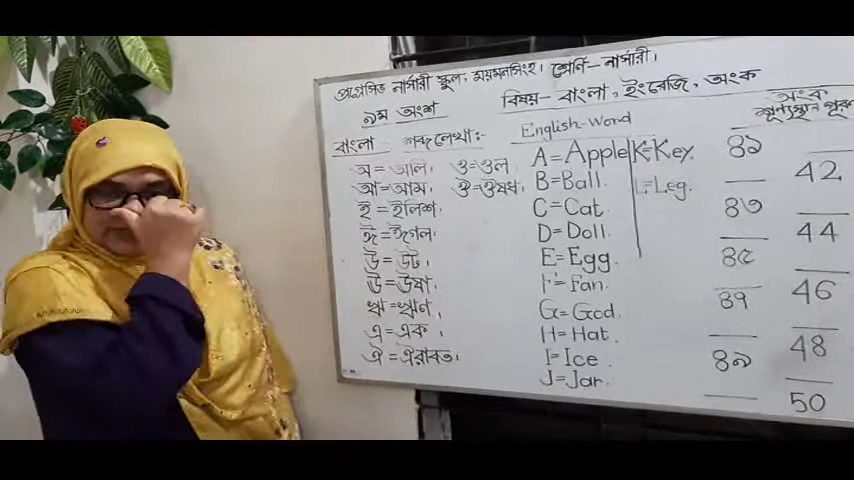 প্রগ্রেসিভ নার্সারী স্কুল, ময়মনসিংহ। শ্রেণি-নার্সারী।
৯ম অংশ
বিষয়- বাংলা, ইংরেজি, অংক
বাংলা শব্দলেখা:-
অ=অলি। ও=ওল
আ=আম। ঔ=ঔষধ।
ই=ইলিশ
ঈ=ঈগল।
উ=উট।
ঊ=ঊষা।
ঋ=ঋণ।
এ=এক।
ঐ=ঐরাবত।
English-Word
A=Apple K=Key.
B=Ball. L=Leg.
C=Cat.
D=Doll.
E=Egg.
F=Fan.
G=God.
H=Hat.
I=Ice.
J=Jar.
অংক
শূণ্যস্থান পূরণ
৪১
42
৪৩
44
৪৫
46
৪৭
48
৪৯
50